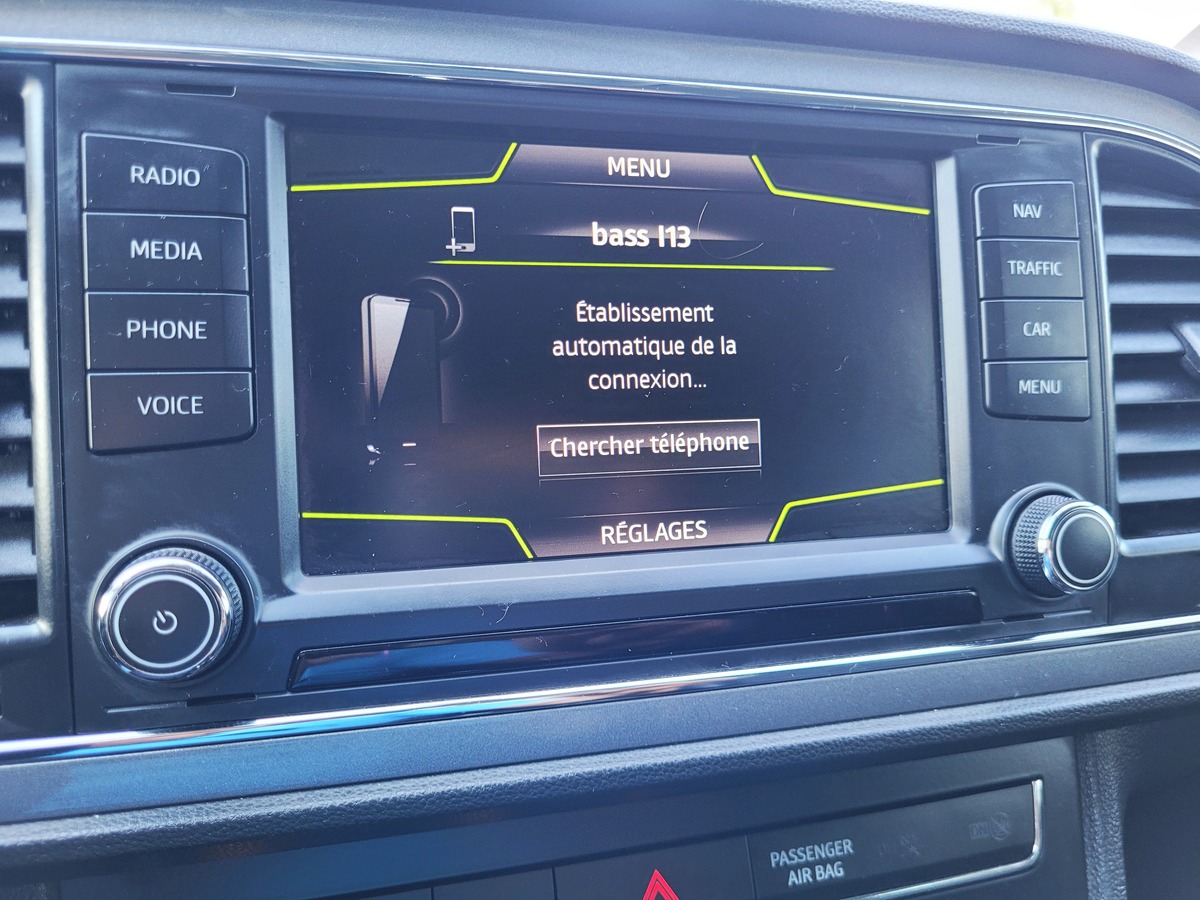 RADIO
MEDIA
PHONE
VOICE
MENU
bass I13
Établissement
automatique de la
connexion...
Chercher téléphone
RÉGLAGES
NAV
TRAFFIC
CAR
MENU
PASSENGER
AIR BAG